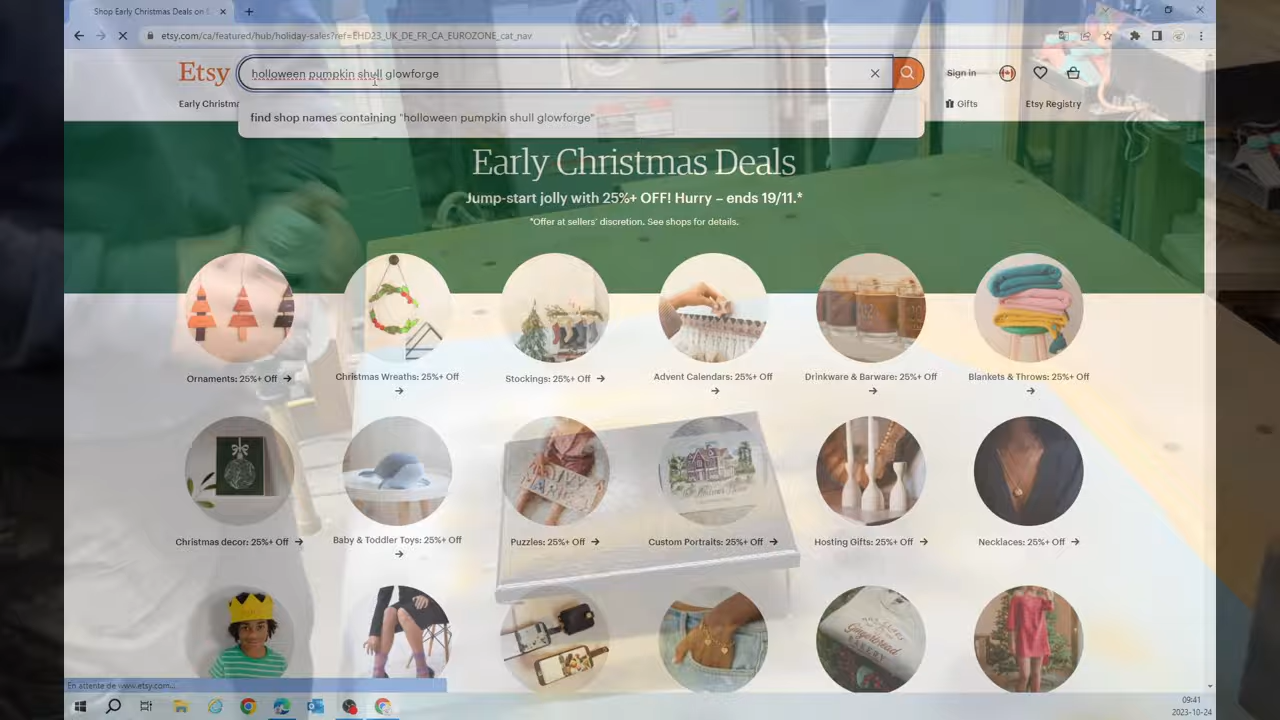 Shop Early Christmas Deals on E
etsy.com/ca/featured/hub/holiday-sales?ref=EHD23_UK_DE_FR_CA_EUROZONE_cat_nav
Etsy
holloween pumpkin shull glowforge
Sign in
Early Christm
find shop names containing "holloween pumpkin shull glowforge"
Gifts
Etsy Registry
Early Christmas Deals
Jump-start jolly with 25%+ OFF! Hurry – ends 19/11.*
*Offer at sellers' discretion. See shops for details.
Ornaments: 25%+ Off →
Christmas Wreaths: 25%+ Off →
Stockings: 25%+ Off →
Advent Calendars: 25%+ Off →
Drinkware & Barware: 25%+ Off →
Blankets & Throws: 25%+ Off →
Christmas decor: 25%+ Off →
Baby & Toddler Toys: 25%+ Off →
Puzzles: 25%+ Off →
Custom Portraits: 25%+ Off →
Hosting Gifts: 25%+ Off →
Necklaces: 25%+ Off →
Gingerbread
BAKERY
En attente de www.etsy.com...
09:41
2023-10-24